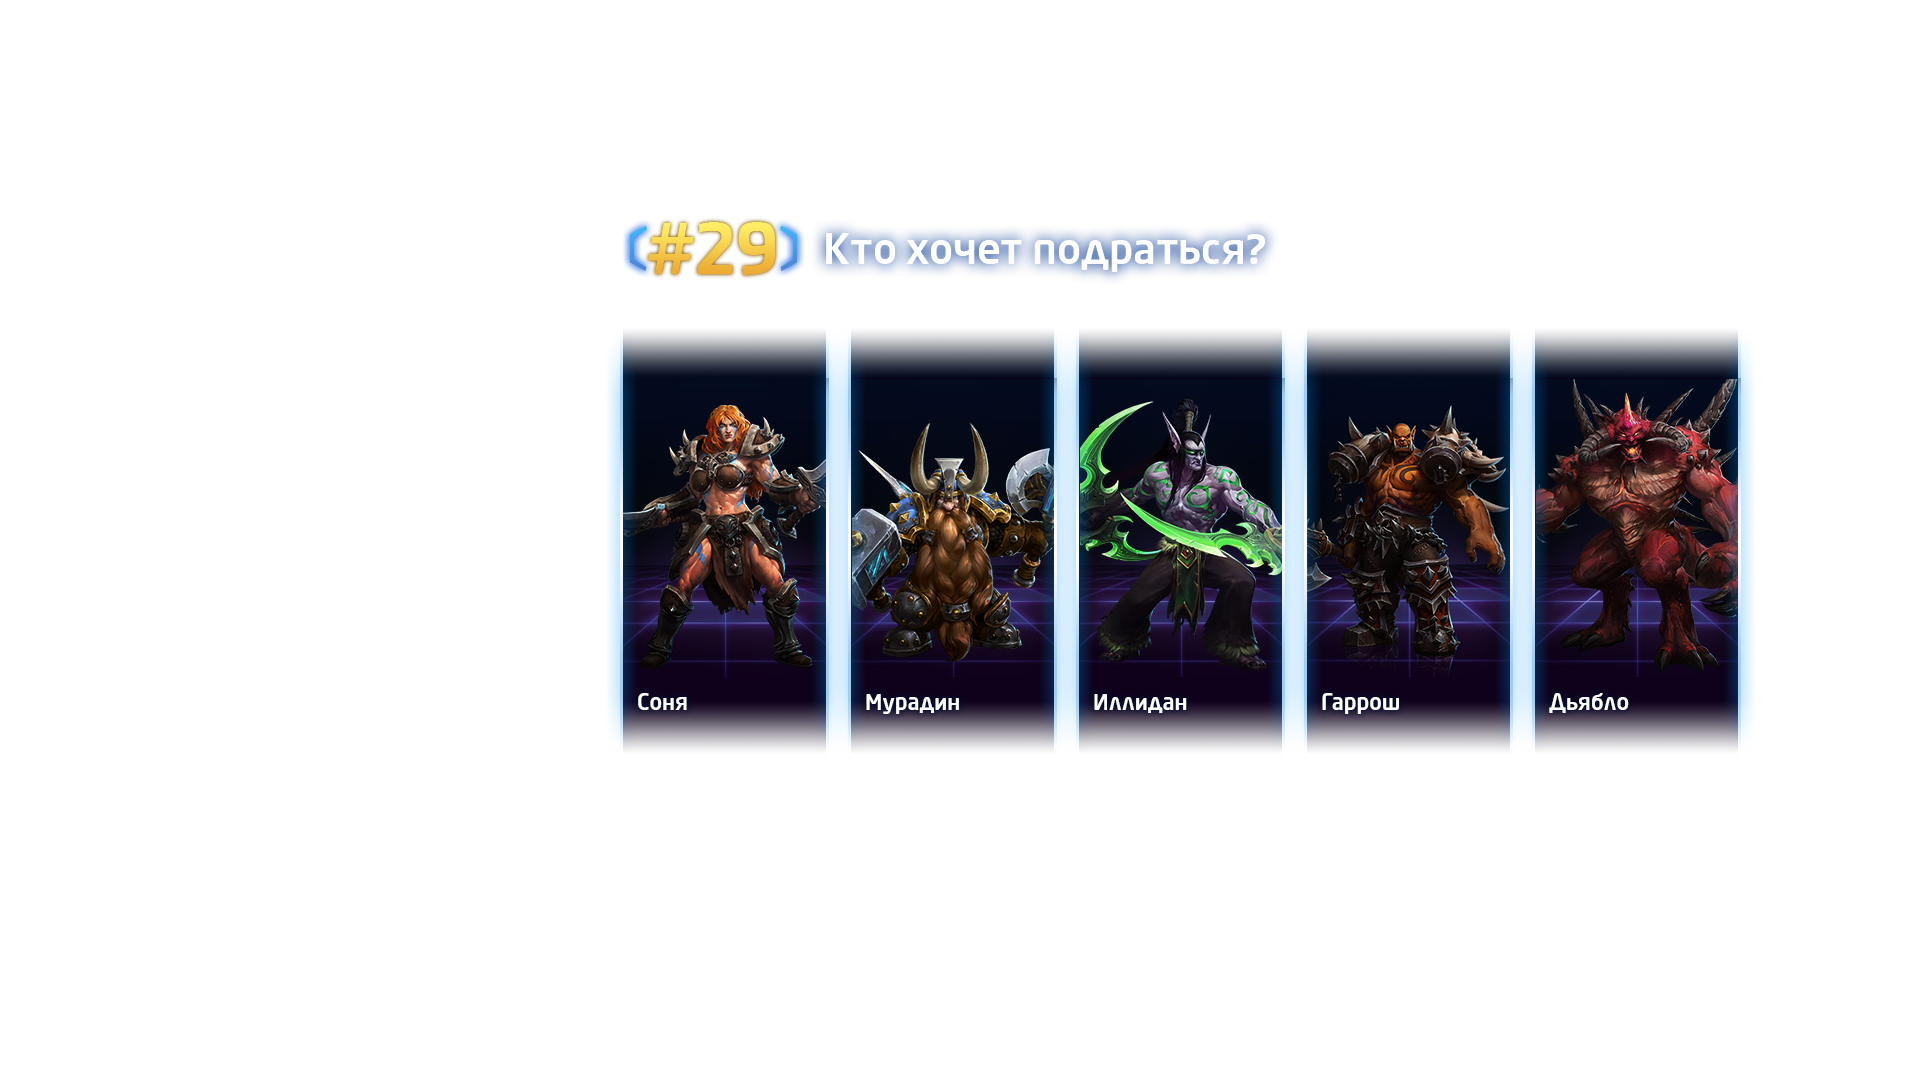 #29 Кто хочет подраться?
Соня
Мурадин
Иллидан
Гаррош
Дьябло